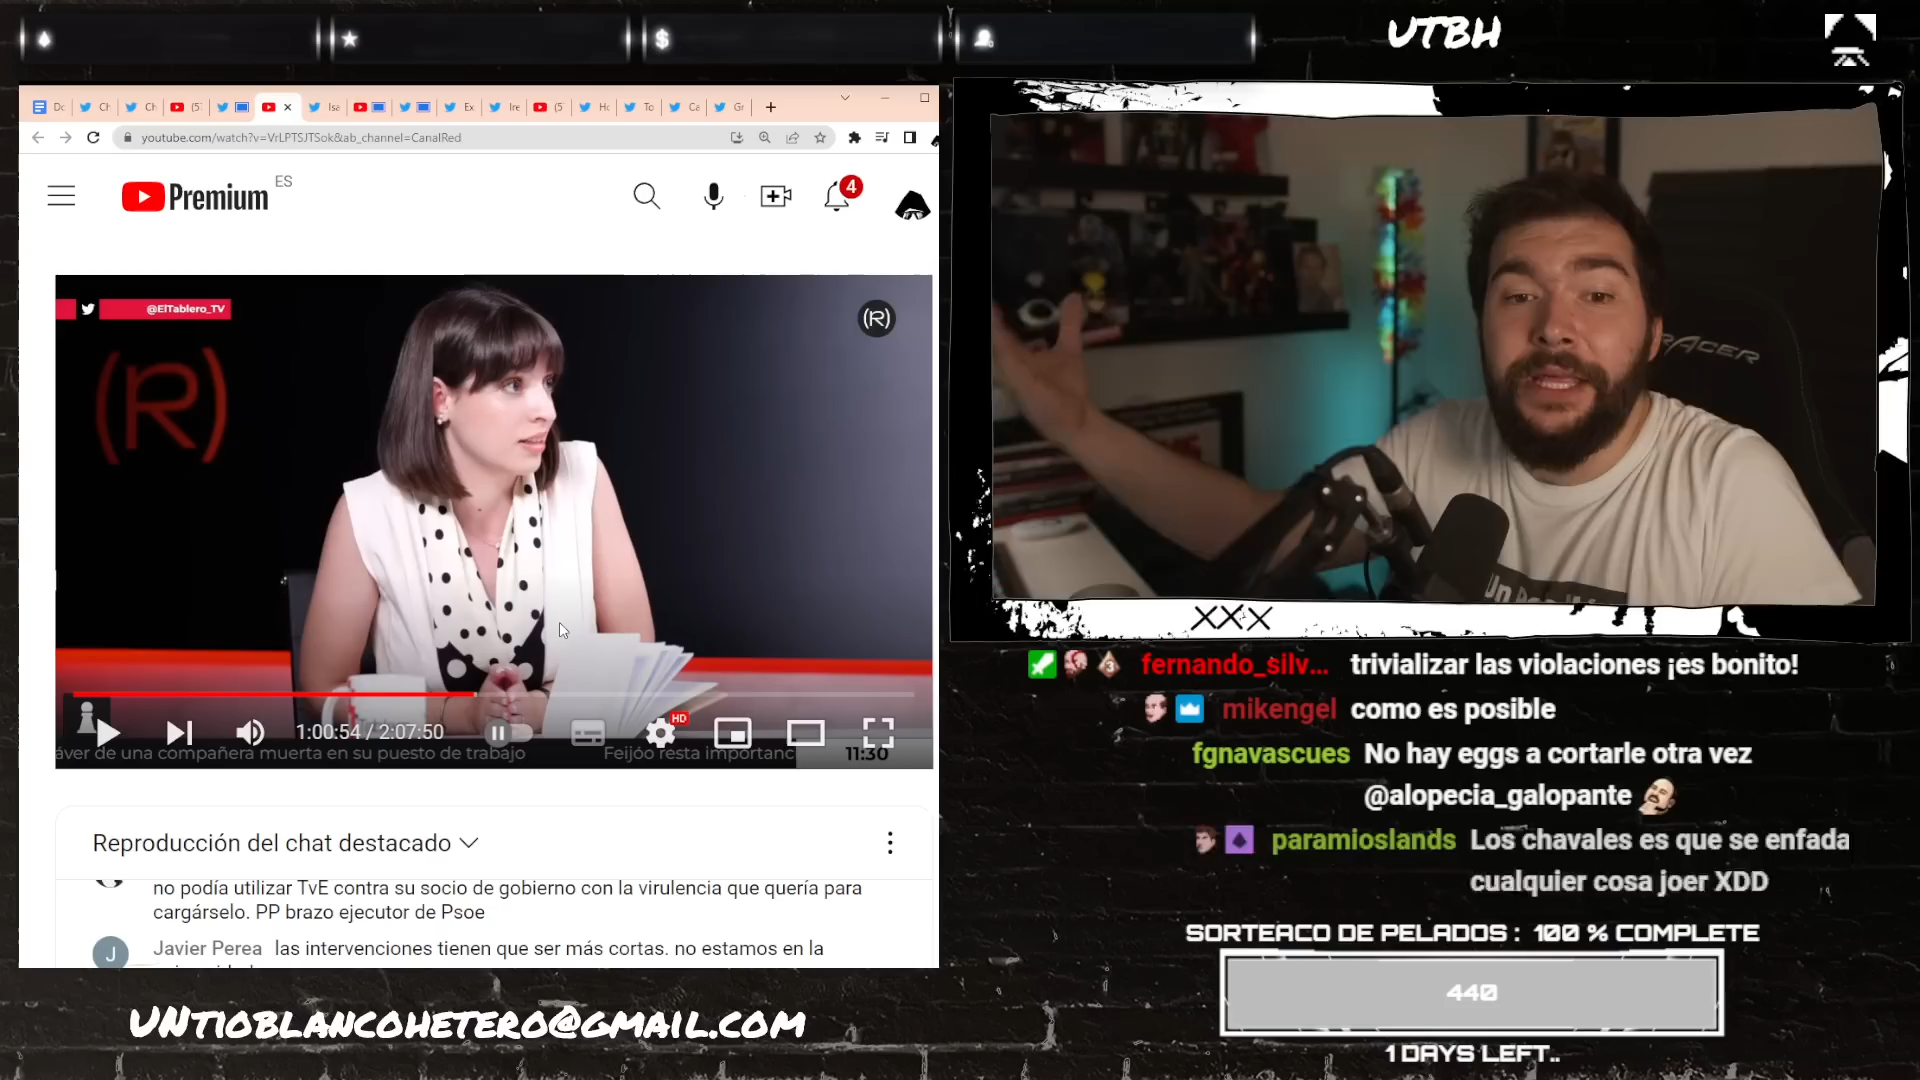 UTBH
youtube.com/watch?v=VrLPTSJTSok&ab_channel=CanalRed
Premium
ES
4
@ElTablero_TV
(R)
(R)
HD
1:00:54 / 2:07:50
áver de una compañera muerta en su puesto de trabajo
Feijóo resta importanc
11:30
Reproducción del chat destacado
no podía utilizar TvE contra su socio de gobierno con la virulencia que quería para
cargárselo. PP brazo ejecutor de Psoe
J
Javier Perea las intervenciones tienen que ser más cortas. no estamos en la
UNTIOBLANCOHETERO@GMAIL.COM
RACER
XXX
3
fernando_silv... trivializar las violaciones ¡es bonito!
mikengel como es posible
fgnavascues No hay eggs a cortarle otra vez
@alopecia_galopante
paramioslands Los chavales es que se enfada
cualquier cosa joer XDD
SORTEACO DE PELADOS : 100 % COMPLETE
440
1 DAYS LEFT..